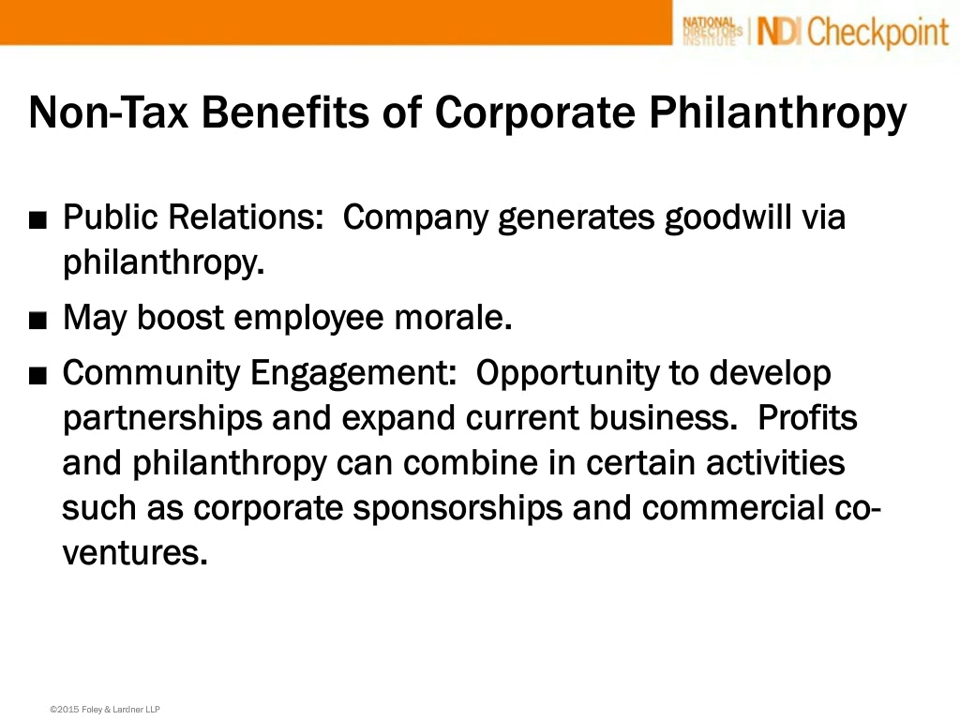 NATIONAL
DIRECTORS
INSTITUTE
NDI Checkpoint
Non-Tax Benefits of Corporate Philanthropy
■ Public Relations:  Company generates goodwill via
philanthropy.
■ May boost employee morale.
■ Community Engagement:  Opportunity to develop
partnerships and expand current business.  Profits
and philanthropy can combine in certain activities
such as corporate sponsorships and commercial co-
ventures.
©2015 Foley & Lardner LLP